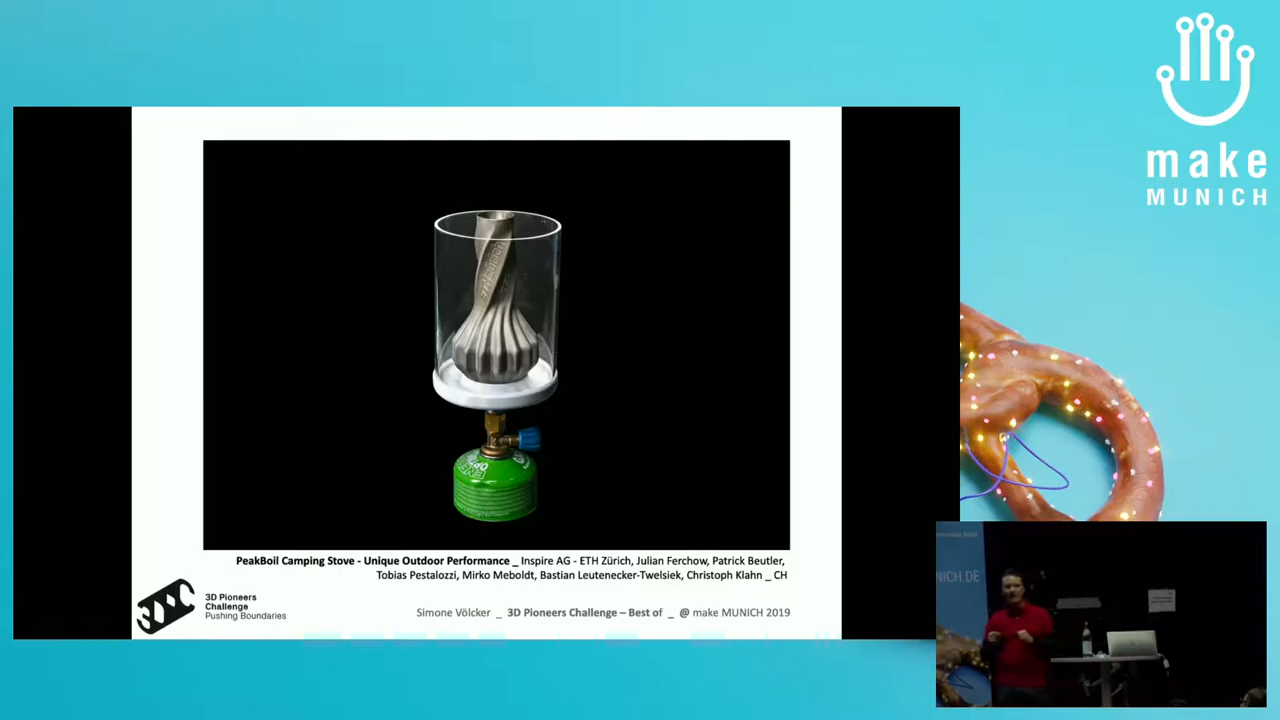 make
MUNICH
PeakBoil Camping Stove - Unique Outdoor Performance _ Inspire AG - ETH Zürich, Julian Ferchow, Patrick Beutler,
Tobias Pestalozzi, Mirko Meboldt, Bastian Leutenecker-Twelsiek, Christoph Klahn _ CH
3D Pioneers
Challenge
Pushing Boundaries
Simone Völcker _ 3D Pioneers Challenge – Best of _ @ make MUNICH 2019
NICH.DE